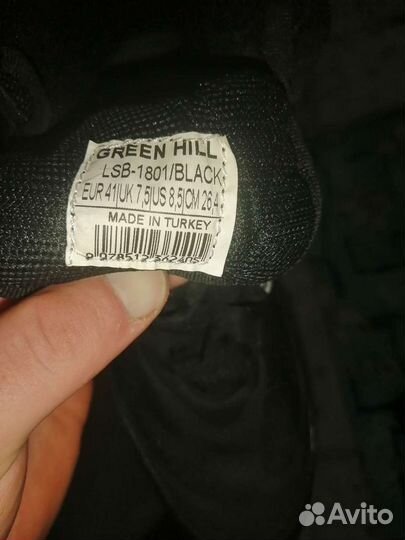 GREEN HILL
LSB-1801/BLACK
EUR 41|UK 7,5|US 8,5|CM 26,4
MADE IN TURKEY
Avito